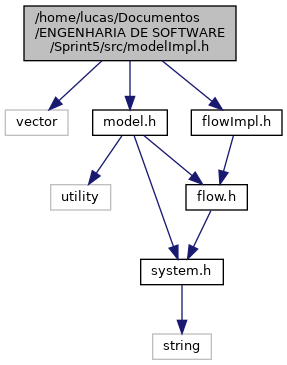 /home/lucas/Documentos
/ENGENHARIA DE SOFTWARE
/Sprint5/src/modelImpl.h
vector
model.h
flowImpl.h
utility
flow.h
system.h
string